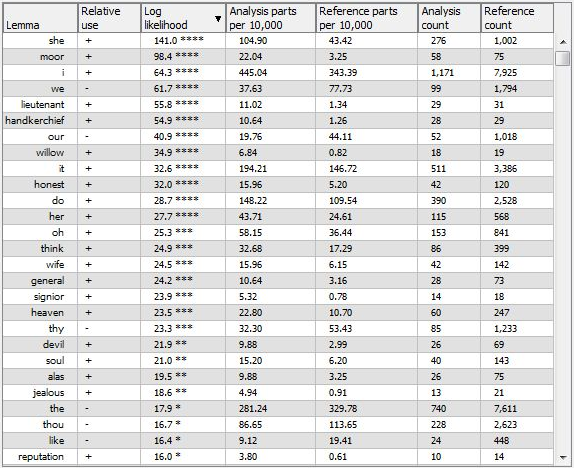 Lemma Relative use Log likelihood Analysis parts per 10,000 Reference parts per 10,000 Analysis count Reference count
she + 141.0 **** 104.90 43.42 276 1,002
moor + 98.4 **** 22.04 3.25 58 75
i + 64.3 **** 445.04 343.39 1,171 7,925
we - 61.7 **** 37.63 77.73 99 1,794
lieutenant + 55.8 **** 11.02 1.34 29 31
handkerchief + 54.9 **** 10.64 1.26 28 29
our - 40.9 **** 19.76 44.11 52 1,018
willow + 34.9 **** 6.84 0.82 18 19
it + 32.6 **** 194.21 146.72 511 3,386
honest + 32.0 **** 15.96 5.20 42 120
do + 28.7 **** 148.22 109.54 390 2,528
her + 27.7 **** 43.71 24.61 115 568
oh + 25.3 *** 58.15 36.44 153 841
think + 24.9 *** 32.68 17.29 86 399
wife + 24.5 *** 15.96 6.15 42 142
general + 24.2 *** 10.64 3.16 28 73
signior + 23.9 *** 5.32 0.78 14 18
heaven + 23.5 *** 22.80 10.70 60 247
thy - 23.3 *** 32.30 53.43 85 1,233
devil + 21.9 ** 9.88 2.99 26 69
soul + 21.0 ** 15.20 6.20 40 143
alas + 19.5 ** 9.88 3.25 26 75
jealous + 18.6 ** 4.94 0.91 13 21
the - 17.9 * 281.24 329.78 740 7,611
thou - 16.7 * 86.65 113.65 228 2,623
like - 16.4 * 9.12 19.41 24 448
reputation + 16.0 * 3.80 0.61 10 14